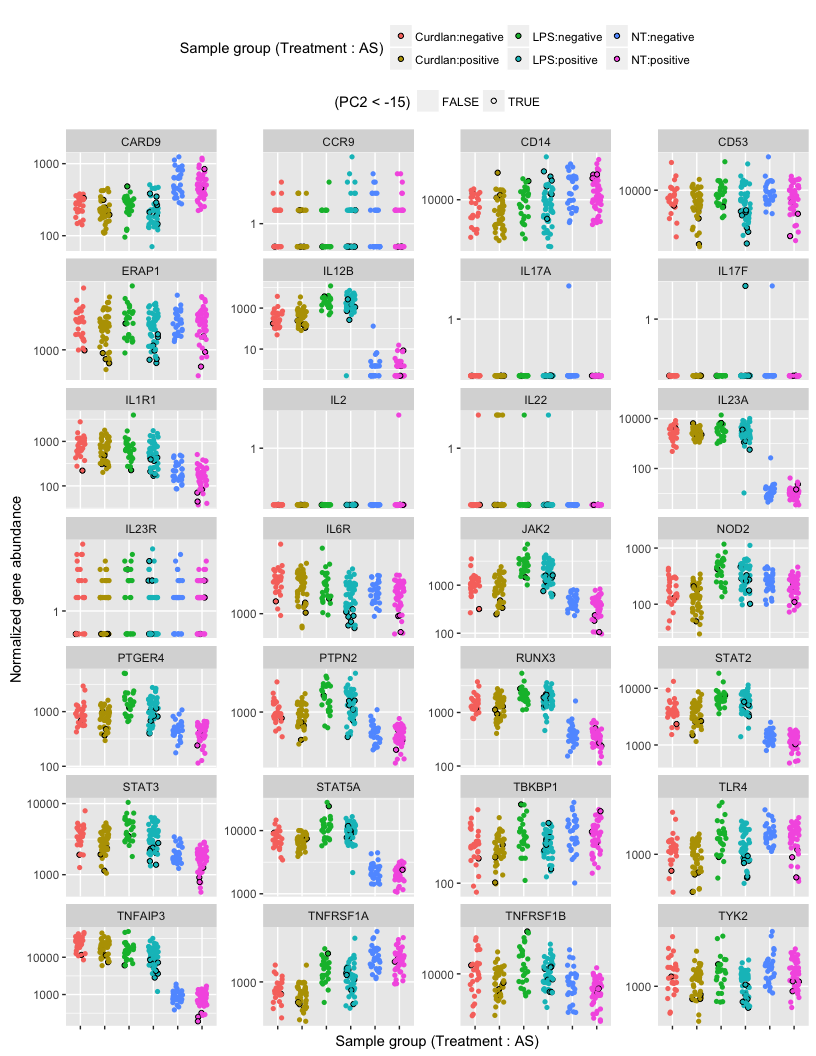 Sample group (Treatment : AS)
Curdlan:negative
LPS:negative
NT:negative
Curdlan:positive
LPS:positive
NT:positive
(PC2 < -15)
FALSE
TRUE
Normalized gene abundance
CARD9
CCR9
CD14
CD53
1000
100
1
10000
10000
ERAP1
IL12B
IL17A
IL17F
1000
1000
10
1
1
IL1R1
IL2
IL22
IL23A
1000
100
1
1
10000
1000
100
IL23R
IL6R
JAK2
NOD2
1
1000
1000
100
1000
100
PTGER4
PTPN2
RUNX3
STAT2
1000
100
1000
1000
100
10000
1000
STAT3
STAT5A
TBKBP1
TLR4
10000
1000
10000
1000
100
1000
TNFAIP3
TNFRSF1A
TNFRSF1B
TYK2
10000
1000
1000
10000
1000
Sample group (Treatment : AS)